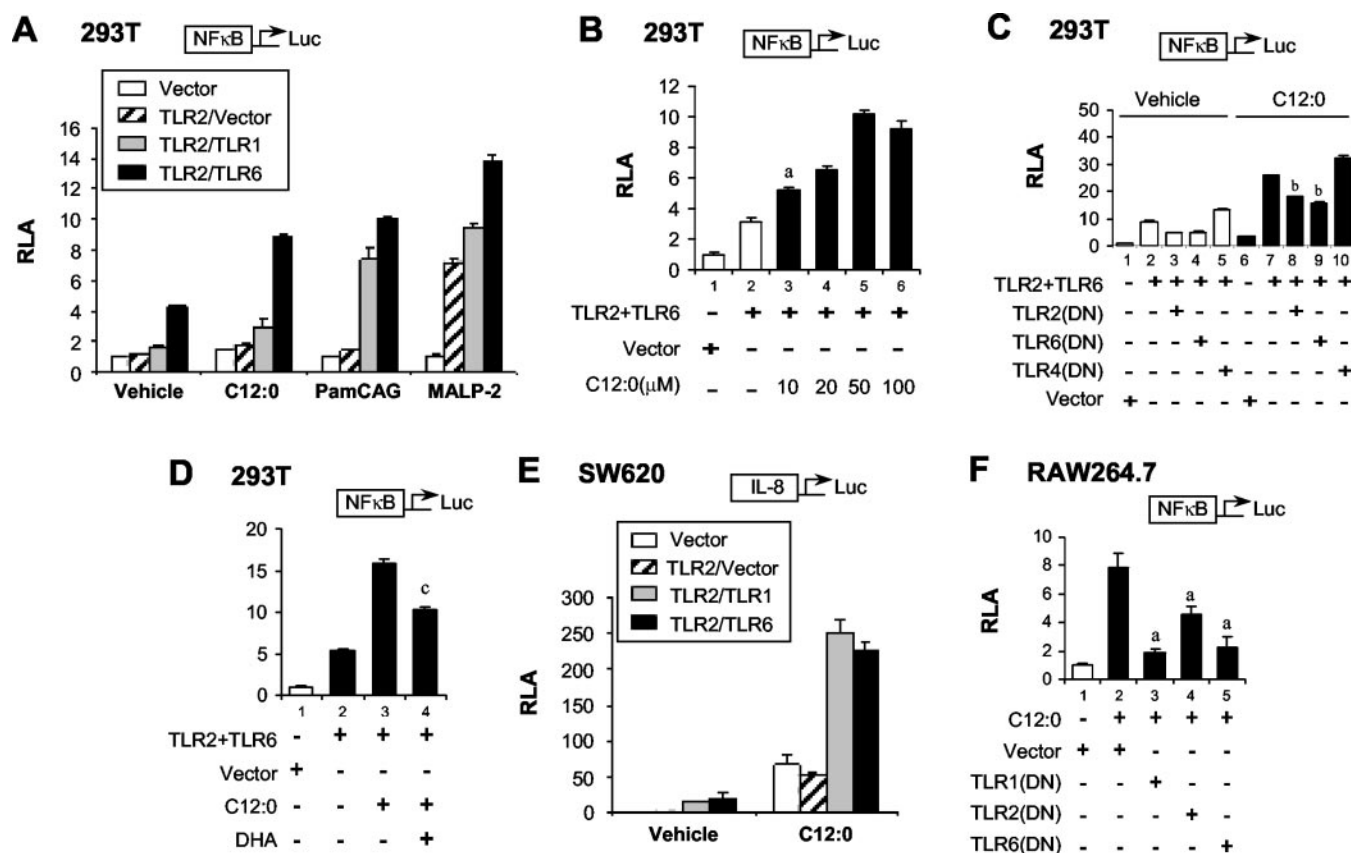 A 293T
NFκB Luc
Vector
TLR2/Vector
TLR2/TLR1
TLR2/TLR6
RLA
16
14
12
10
8
6
4
2
0
Vehicle C12:0 PamCAG MALP-2
B 293T
NFκB Luc
RLA
12
10
8
6
4
2
0
a
1 2 3 4 5 6
TLR2+TLR6 - + + + + +
Vector + - - - - -
C12:0(μM) - - 10 20 50 100
C 293T
NFκB Luc
Vehicle C12:0
RLA
50
40
30
20
10
0
b b
1 2 3 4 5 6 7 8 9 10
TLR2+TLR6 - + + + + - + + + +
TLR2(DN) - - + - - - - + - -
TLR6(DN) - - - + - - - - + -
TLR4(DN) - - - - + - - - - +
Vector + - - - - + - - - -
D 293T
NFκB Luc
RLA
20
15
10
5
0
c
1 2 3 4
TLR2+TLR6 - + + +
Vector + - - -
C12:0 - - + +
DHA - - - +
E SW620
IL-8 Luc
Vector
TLR2/Vector
TLR2/TLR1
TLR2/TLR6
RLA
300
250
200
150
100
50
0
Vehicle C12:0
F RAW264.7
NFκB Luc
RLA
10
8
6
4
2
0
a a a
1 2 3 4 5
C12:0 - + + + +
Vector + + - - -
TLR1(DN) - - + - -
TLR2(DN) - - - + -
TLR6(DN) - - - - +